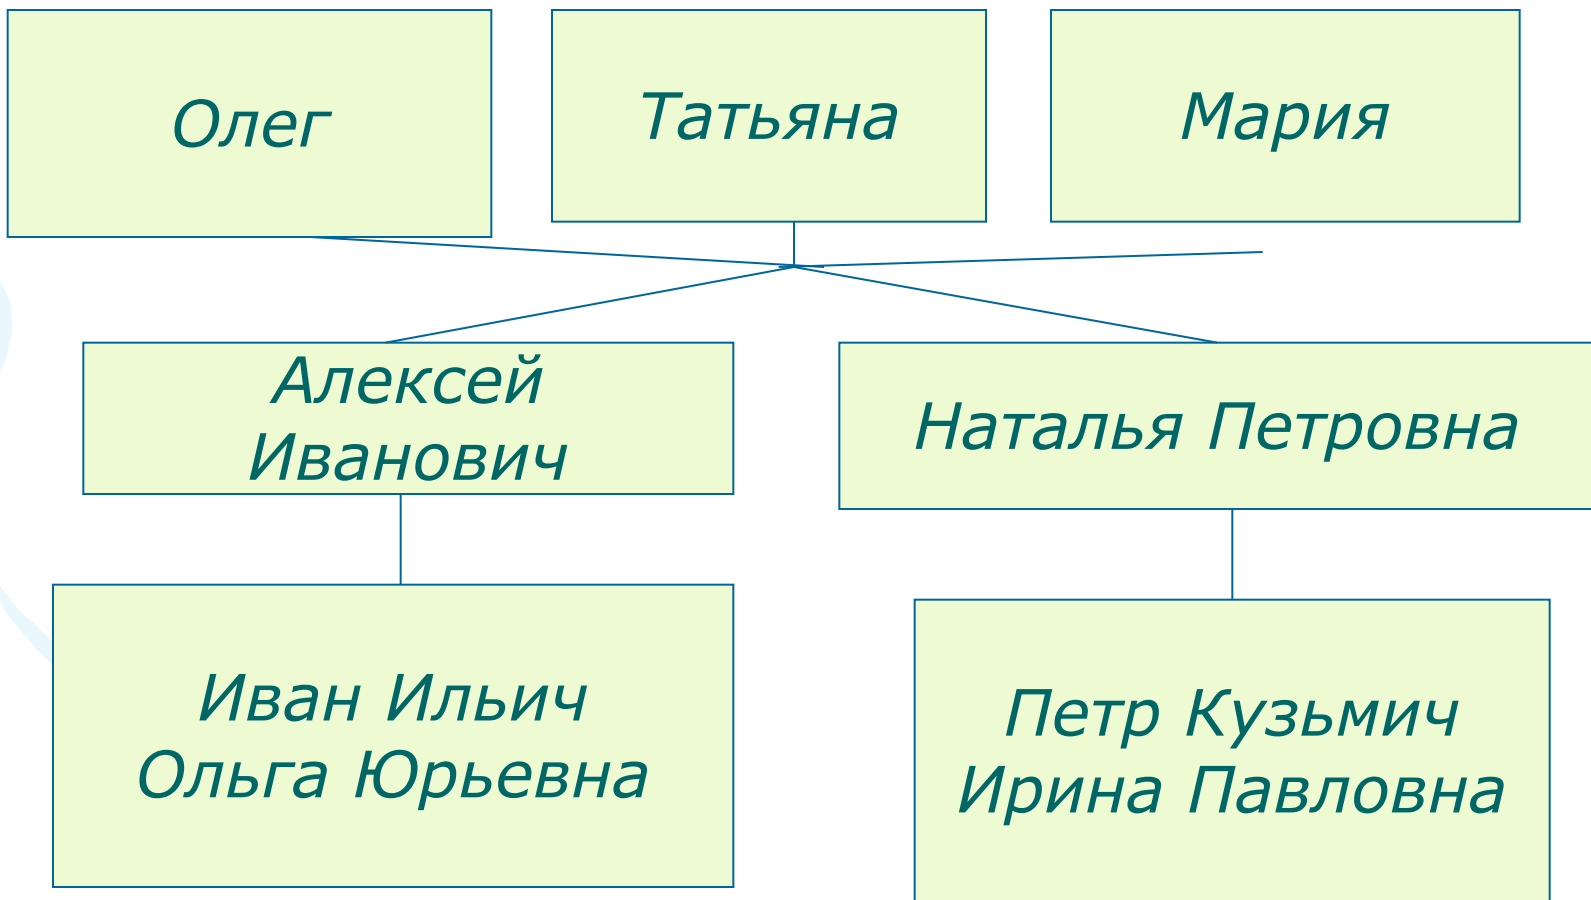 Олег
Татьяна
Мария
Алексей
Иванович
Наталья Петровна
Иван Ильич
Ольга Юрьевна
Петр Кузьмич
Ирина Павловна